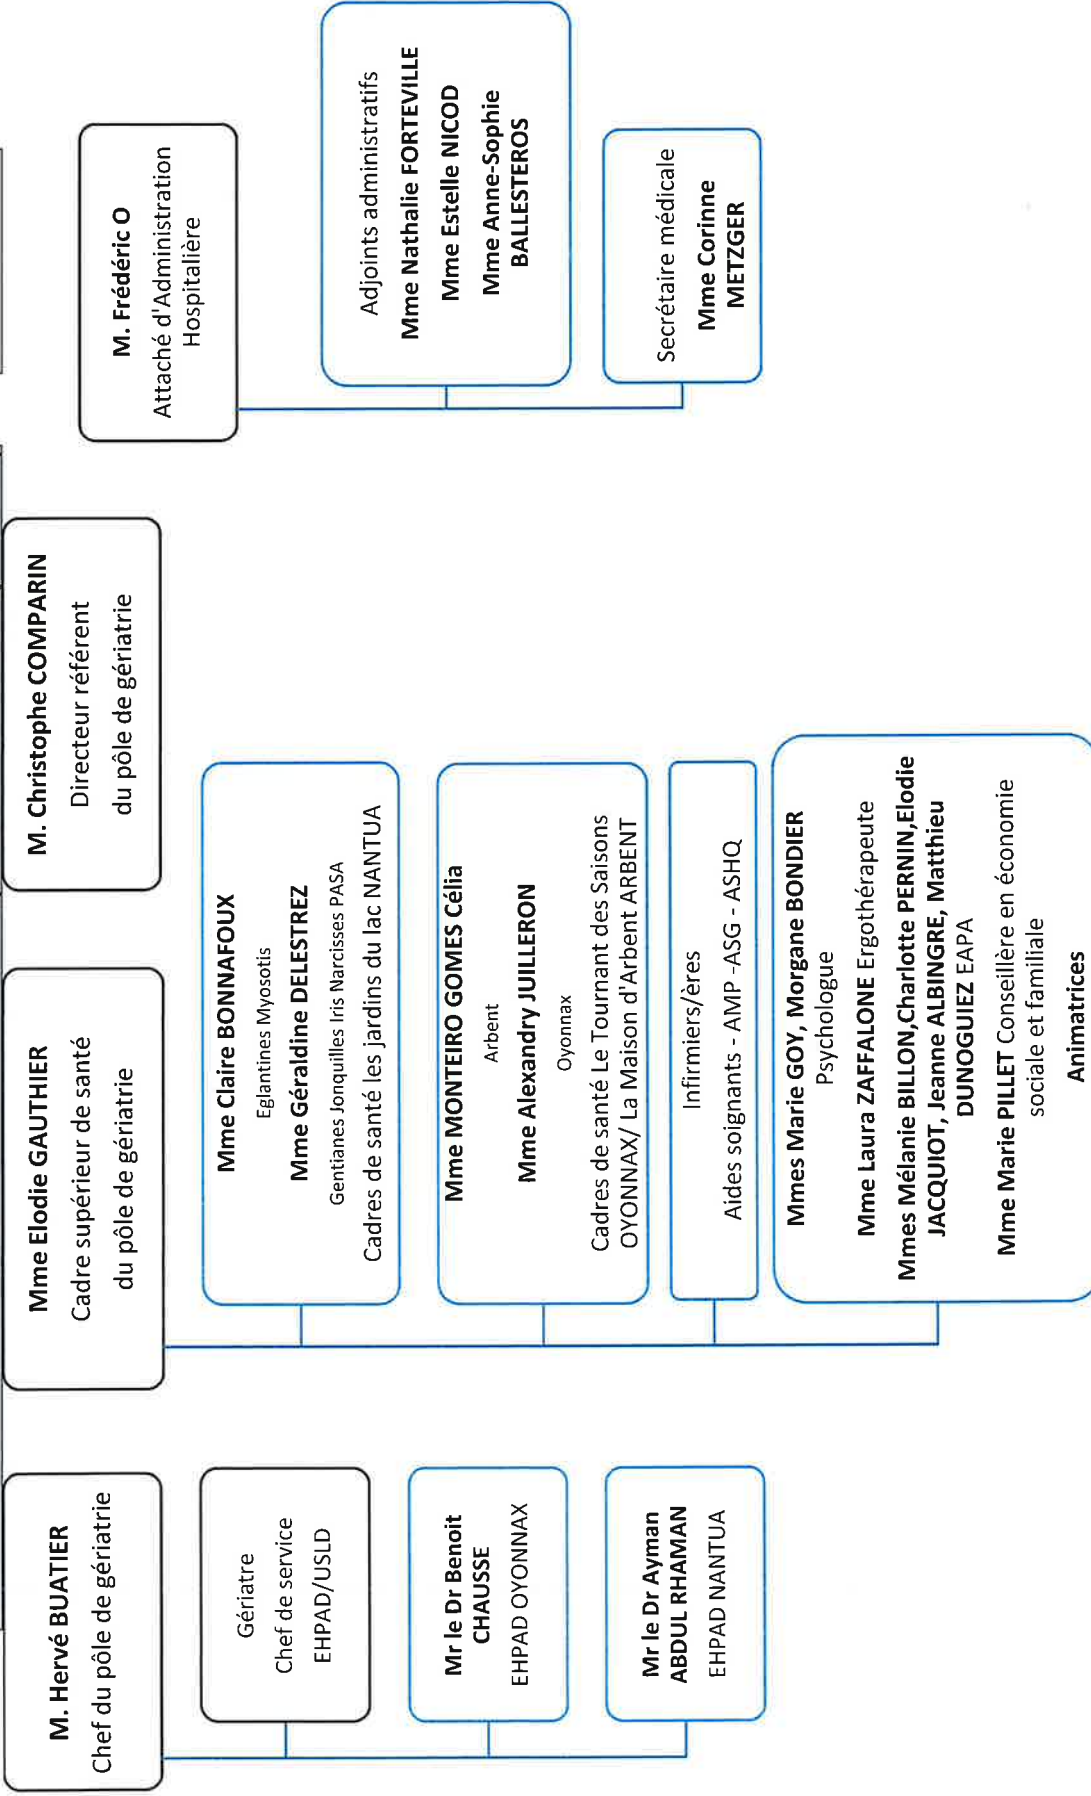 M. Hervé BUATIER
Chef du pôle de gériatrie
Gériatre
Chef de service
EHPAD/USLD
Mr le Dr Benoit
CHAUSSE
EHPAD OYONNAX
Mr le Dr Ayman
ABDUL RHAMAN
EHPAD NANTUA
Mme Elodie GAUTHIER
Cadre supérieur de santé
du pôle de gériatrie
Mme Claire BONNAFOUX
Eglantines Myosotis
Mme Géraldine DELESTREZ
Gentianes Jonquilles Iris Narcisses PASA
Cadres de santé les jardins du lac NANTUA
Mme MONTEIRO GOMES Célia
Arbent
Mme Alexandry JUILLERON
Oyonnax
Cadres de santé Le Tournant des Saisons
OYONNAX/ La Maison d'Arbent ARBENT
Infirmiers/ères
Aides soignants - AMP -ASG - ASHQ
Mmes Marie GOY, Morgane BONDIER
Psychologue
Mme Laura ZAFFALONE Ergothérapeute
Mmes Mélanie BILLON,Charlotte PERNIN,Elodie
JACQUIOT, Jeanne ALBINGRE, Matthieu
DUNOGUIEZ EAPA
Mme Marie PILLET Conseillère en économie
sociale et familiale
Animatrices
M. Christophe COMPARIN
Directeur référent
du pôle de gériatrie
M. Frédéric O
Attaché d'Administration
Hospitalière
Adjoints administratifs
Mme Nathalie FORTEVILLE
Mme Estelle NICOD
Mme Anne-Sophie
BALLESTEROS
Secrétaire médicale
Mme Corinne
METZGER